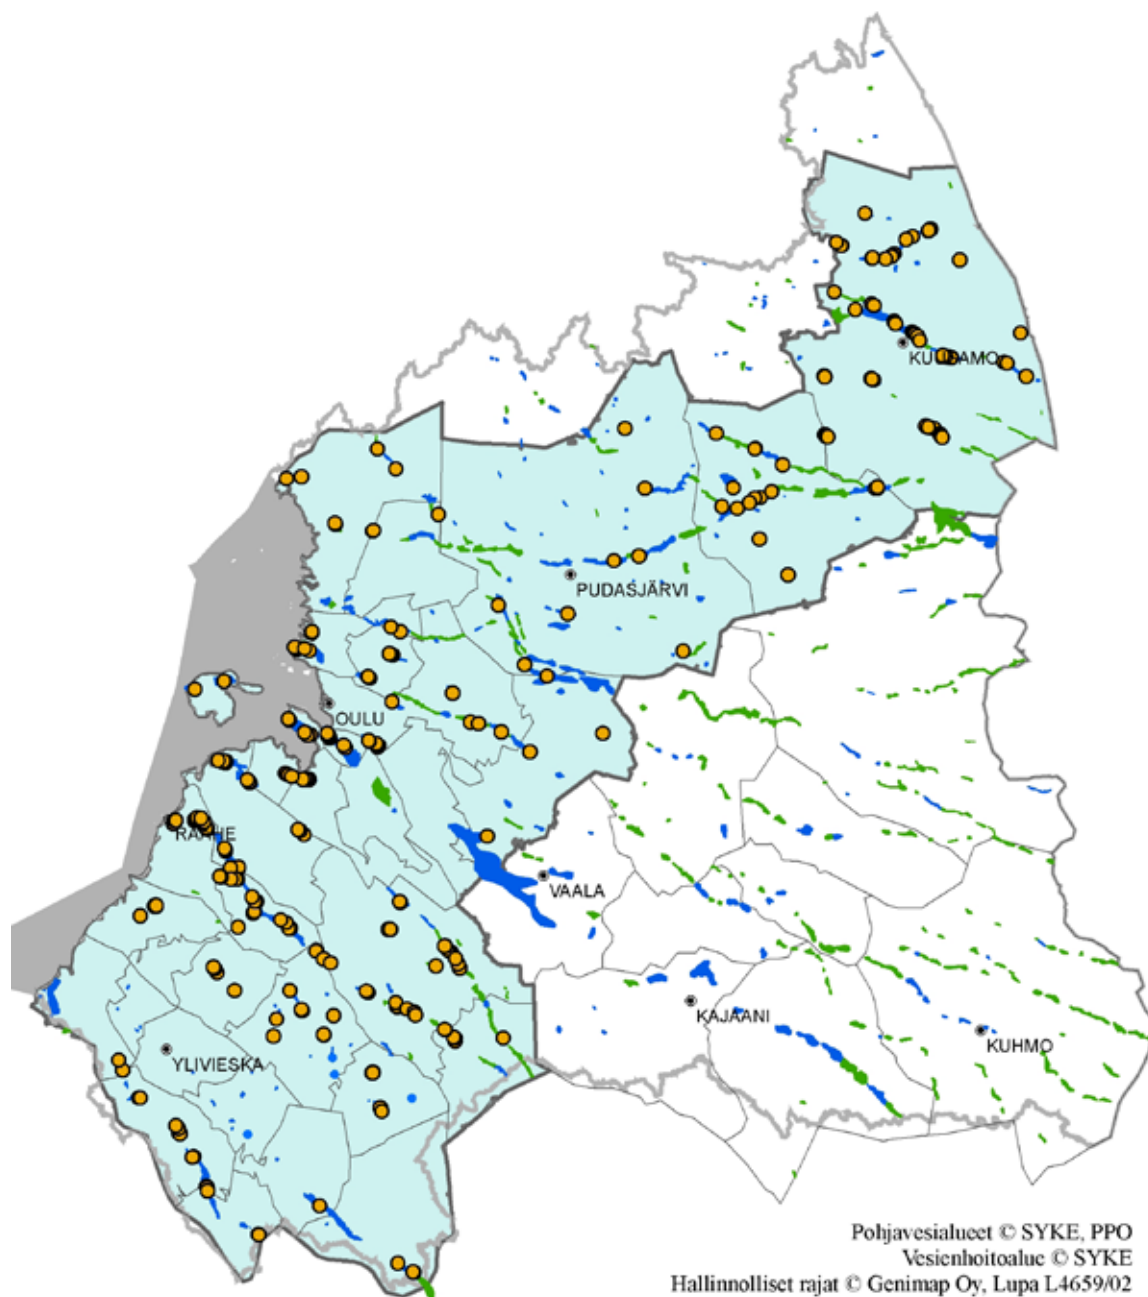 KUUSAMO
PUDASJÄRVI
OULU
RAAHE
VAALA
KAJAANI
KUHMO
YLIVIESKA
Pohjavesialueet © SYKE, PPO
Vesienhoitoalue © SYKE
Hallinnolliset rajat © Genimap Oy, Lupa L4659/02